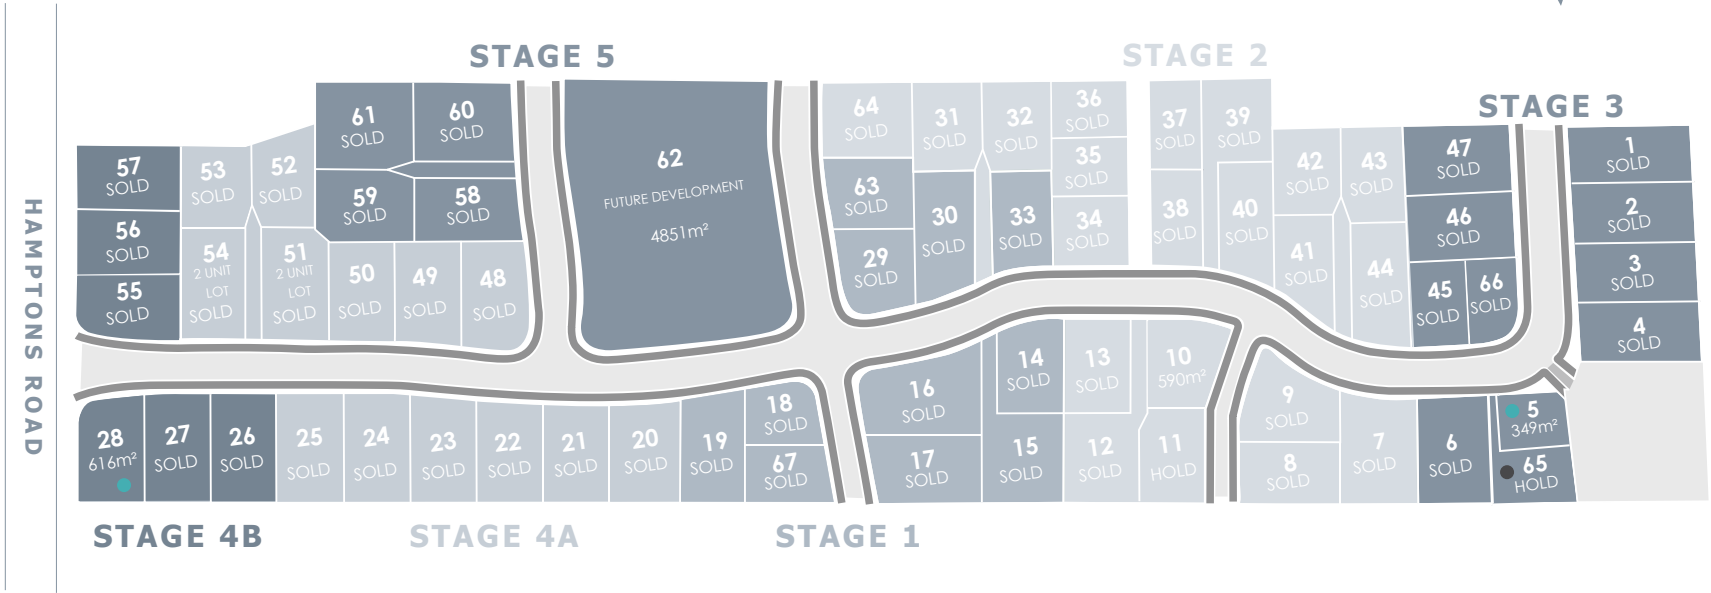 STAGE 5
STAGE 2
STAGE 3
HAMPTONS ROAD
57
SOLD
56
SOLD
55
SOLD
53
SOLD
52
SOLD
54
2 UNIT
LOT
SOLD
51
2 UNIT
LOT
SOLD
61
SOLD
60
SOLD
59
SOLD
58
SOLD
50
SOLD
49
SOLD
48
SOLD
62
FUTURE DEVELOPMENT
4851m²
64
SOLD
63
SOLD
29
SOLD
31
SOLD
30
SOLD
32
SOLD
33
SOLD
36
SOLD
35
SOLD
34
SOLD
37
SOLD
38
SOLD
39
SOLD
40
SOLD
42
SOLD
41
SOLD
43
SOLD
44
SOLD
47
SOLD
46
SOLD
45
SOLD
66
SOLD
1
SOLD
2
SOLD
3
SOLD
4
SOLD
28
616m²
27
SOLD
26
SOLD
25
SOLD
24
SOLD
23
SOLD
22
SOLD
21
SOLD
20
SOLD
19
SOLD
18
SOLD
67
SOLD
16
SOLD
17
SOLD
14
SOLD
15
SOLD
13
SOLD
12
SOLD
10
590m²
11
HOLD
9
SOLD
8
SOLD
7
SOLD
6
SOLD
5
349m²
65
HOLD
STAGE 4B
STAGE 4A
STAGE 1